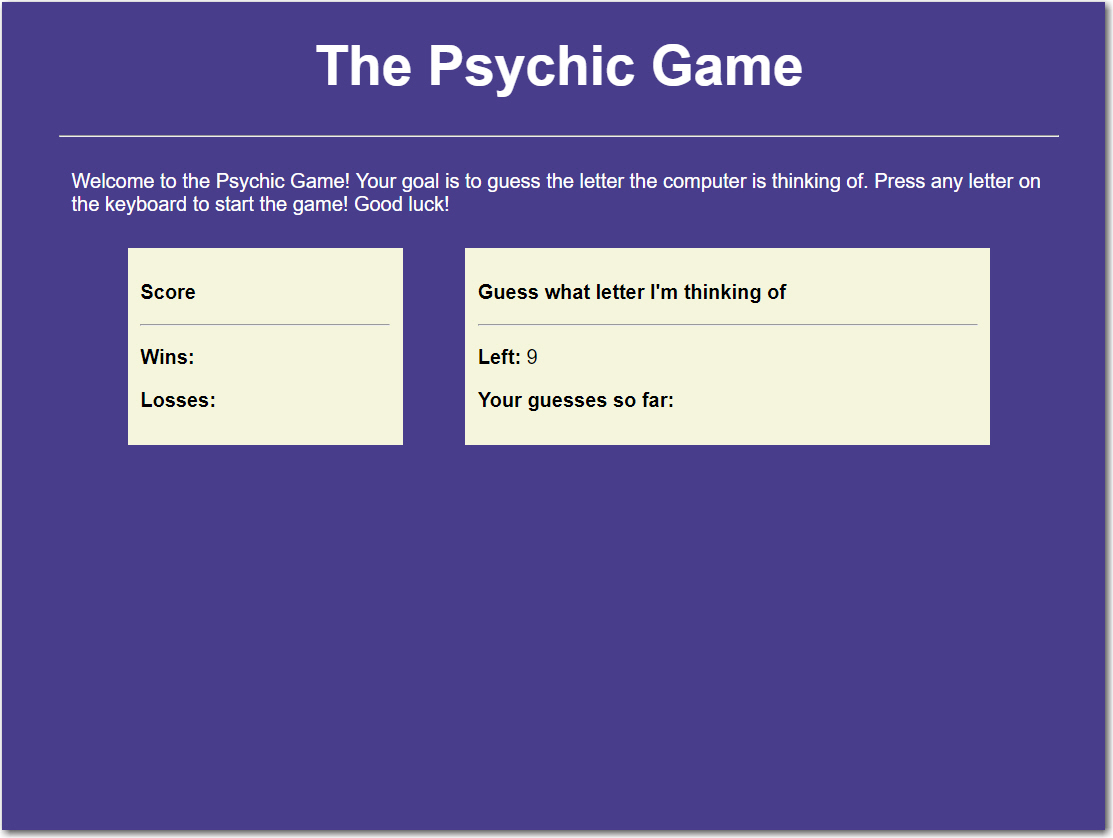 The Psychic Game
Welcome to the Psychic Game! Your goal is to guess the letter the computer is thinking of. Press any letter on
the keyboard to start the game! Good luck!
Score
Wins:
Losses:
Guess what letter I'm thinking of
Left: 9
Your guesses so far: